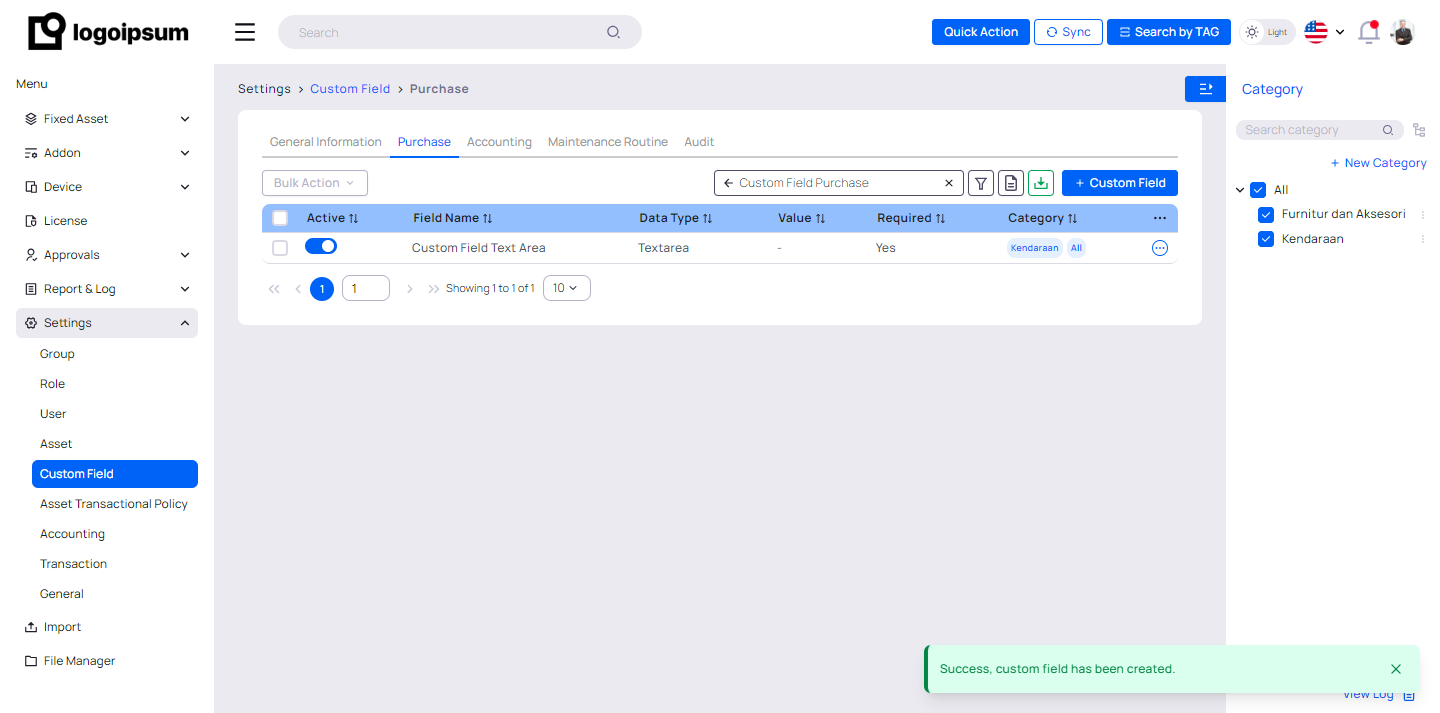 logoipsum
Search
Quick Action
Sync
Search by TAG
Light
Menu
Fixed Asset
Addon
Device
License
Approvals
Report & Log
Settings
Group
Role
User
Asset
Custom Field
Asset Transactional Policy
Accounting
Transaction
General
Import
File Manager
Settings > Custom Field > Purchase
General Information Purchase Accounting Maintenance Routine Audit
Bulk Action
Custom Field Purchase
+ Custom Field
Active Field Name Data Type Value Required Category ...
Custom Field Text Area Textarea - Yes Kendaraan All
1 1 Showing 1 to 1 of 1 10
Category
Search category
+ New Category
All
Furnitur dan Aksesori
Kendaraan
Success, custom field has been created.
View Log